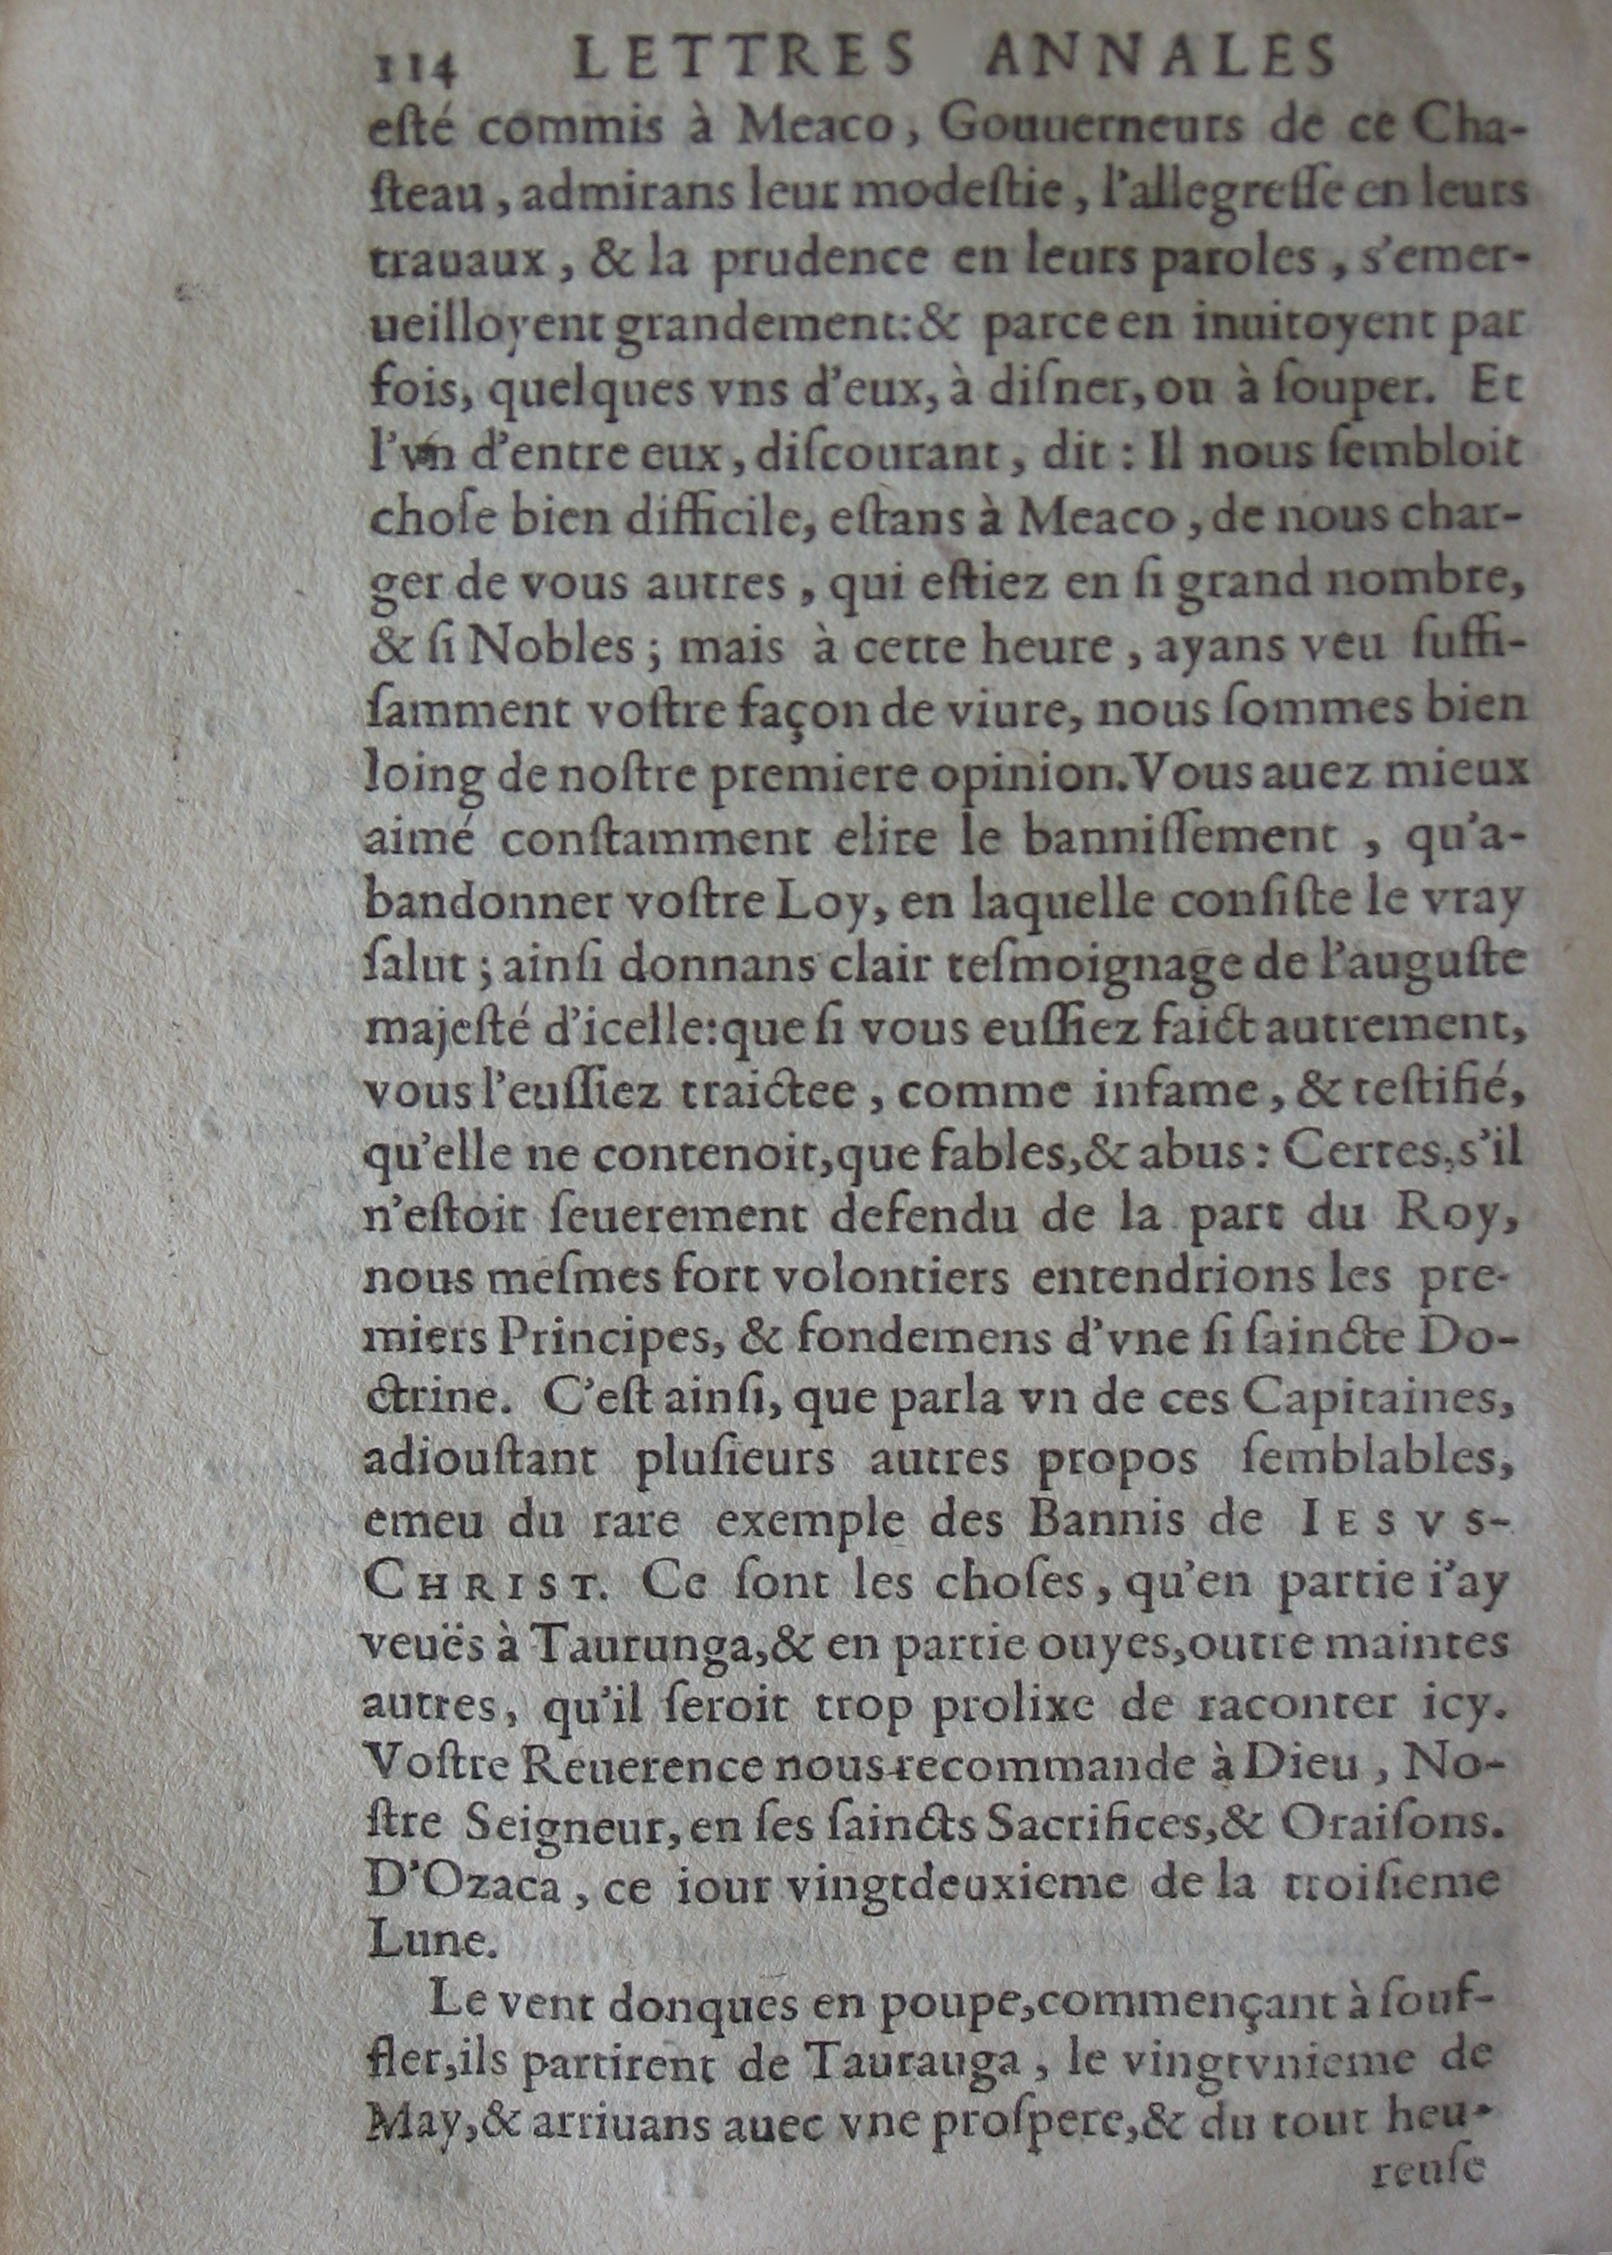 114 LETTRES ANNALES
eſté commis à Meaco, Gouuerneurs de ce Cha-
ſteau, admirans leur modeſtie, l'allegreſſe en leurs
trauaux, & la prudence en leurs paroles, s'emer-
ueilloyent grandement: & parce en inuitoyent par
fois, quelques vns d'eux, à diſner, ou à ſouper. Et
l'vn d'entre eux, diſcourant, dit : Il nous ſembloit
choſe bien difficile, eſtans à Meaco, de nous char-
ger de vous autres, qui eſtiez en ſi grand nombre,
& ſi Nobles ; mais à cette heure, ayans veu ſuffi-
ſamment voſtre façon de viure, nous ſommes bien
loing de noſtre premiere opinion. Vous auez mieux
aimé conſtamment elire le banniſſement, qu'a-
bandonner voſtre Loy, en laquelle conſiſte le vray
ſalut ; ainſi donnans clair teſmoignage de l'auguſte
majeſté d'icelle: que ſi vous euſſiez faict autrement,
vous l'euſſiez traictee, comme infame, & teſtifié,
qu'elle ne contenoit, que fables, & abus : Certes, s'il
n'eſtoit ſeuerement defendu de la part du Roy,
nous meſmes fort volontiers entendrions les pre-
miers Principes, & fondemens d'vne ſi ſaincte Do-
ctrine. C'eſt ainſi, que parla vn de ces Capitaines,
adiouſtant pluſieurs autres propos ſemblables,
emeu du rare exemple des Bannis de IESVS-
CHRIST. Ce ſont les choſes, qu'en partie i'ay
veuës à Taurunga, & en partie ouyes, outre maintes
autres, qu'il ſeroit trop prolixe de raconter icy.
Voſtre Reuerence nous recommande à Dieu, No-
ſtre Seigneur, en ſes ſaincts Sacrifices, & Oraiſons.
D'Ozaca, ce iour vingtdeuxieme de la troiſieme
Lune.
Le vent donques en poupe, commençant à ſouf-
fler, ils partirent de Taurauga, le vingtvnieme de
May, & arriuans auec vne proſpere, & du tout heu-
reuſe